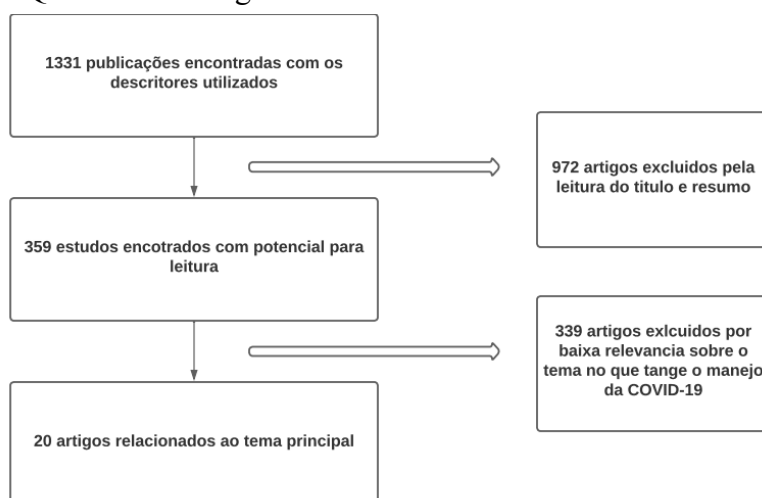 1331 publicações encontradas com os
descritores utilizados
972 artigos excluidos pela
leitura do titulo e resumo
359 estudos encotrados com potencial para
leitura
339 artigos exlcuidos por
baixa relevancia sobre o
tema no que tange o manejo
da COVID-19
20 artigos relacionados ao tema principal